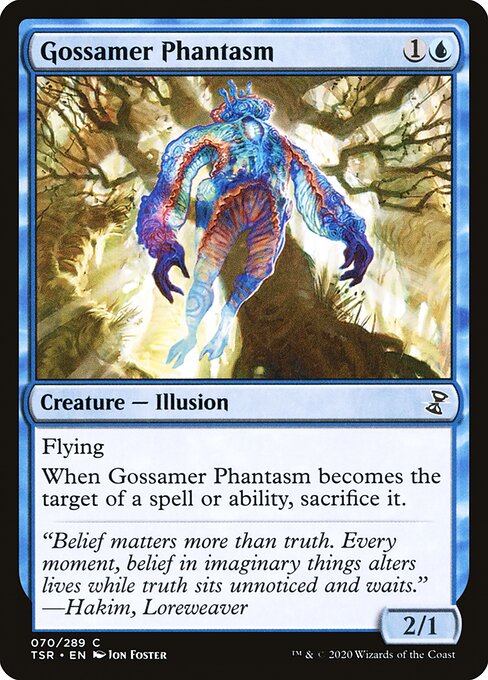 Gossamer Phantasm 1
Creature — Illusion
Flying
When Gossamer Phantasm becomes the
target of a spell or ability, sacrifice it.
“Belief matters more than truth. Every
moment, belief in imaginary things alters
lives while truth sits unnoticed and waits.”
—Hakim, Loreweaver
2/1
070/289 C
TSR • EN Jon Foster
™ & © 2020 Wizards of the Coast